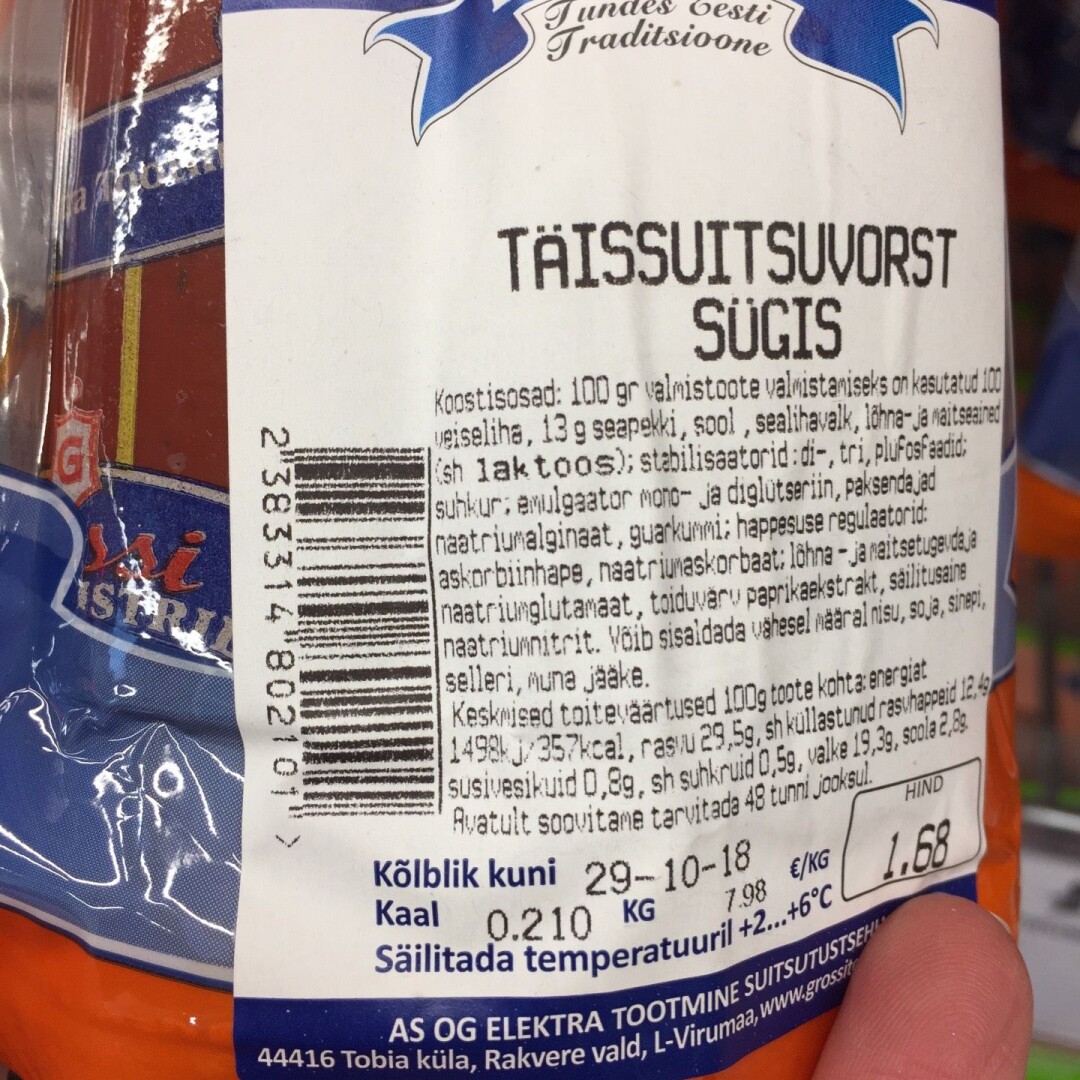 Tundes Eesti
Traditsioone
TÄISSUITSUVORST
SÜGIS
Koostisosad: 100 gr valmistoote valmistamiseks on kasutatud 100
veiseliha, 13 g seapekki, sool , sealihavalk, lõhna-ja maitseained
(sh laktoos); stabilisaatorid :di-, tri, plufosfaadid;
suhkur; emulgaator mono- ja diglütseriin, paksendajad
naatriumalginaat, guarkummi; happesuse regulaatorid:
askorbiinhape, naatriumaskorbaat; lõhna -ja maitsetugevdaja
naatriumglutamaat, toiduvärv paprikaekstrakt, säilitusaine
naatriumnitrit. Võib sisaldada vähesel määral nisu, soja, sinepi,
selleri, muna jääke.
Keskmised toiteväärtused 100g toote kohta: energiat
1498kj/357kcal, rasvu 29,5g, sh küllastunud rasvhappeid 12,4g
susivesikuid 0,8g, sh suhkruid 0,5g, valke 19,3g, soola 2,8g.
Avatult soovitame tarvitada 48 tunni jooksul.
2 383314 802101 >
HIND
1.68
Kõlblik kuni 29-10-18 €/KG
Kaal 0.210 KG 7.98
Säilitada temperatuuril +2...+6°C
AS OG ELEKTRA TOOTMINE
44416 Tobia küla, Rakvere vald, L-Virumaa,
G
ssi